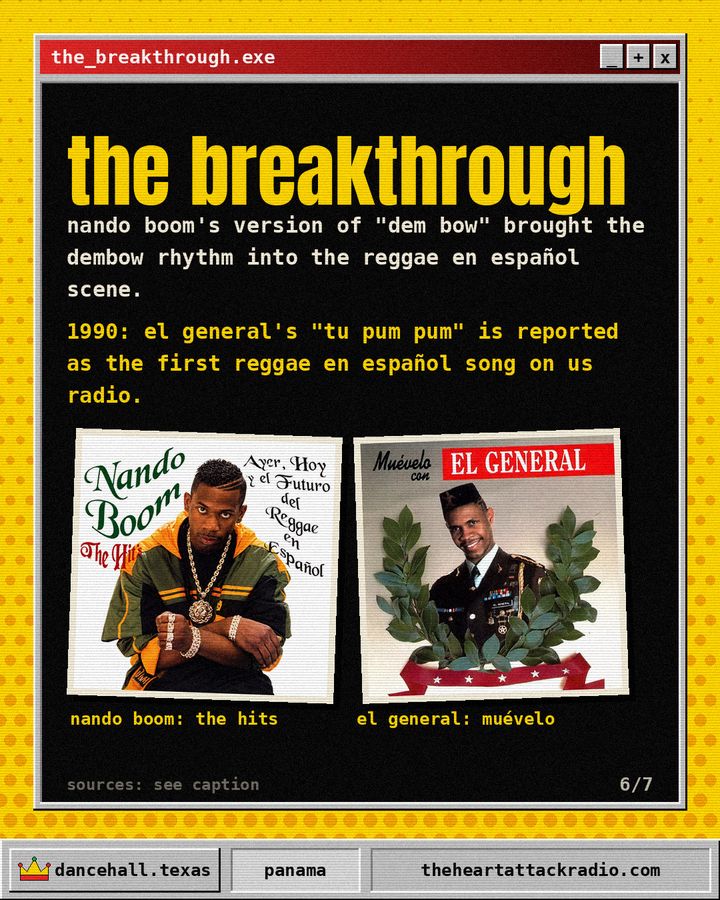 the_breakthrough.exe
_ + x
the breakthrough
nando boom's version of "dem bow" brought the
dembow rhythm into the reggae en español
scene.
1990: el general's "tu pum pum" is reported
as the first reggae en español song on us
radio.
Nando
Boom
The Hits
Ayer, Hoy
y el Futuro
del
Reggae
en
Español
Muévelo
con
EL GENERAL
nando boom: the hits
el general: muévelo
sources: see caption
6/7
dancehall.texas
panama
theheartattackradio.com